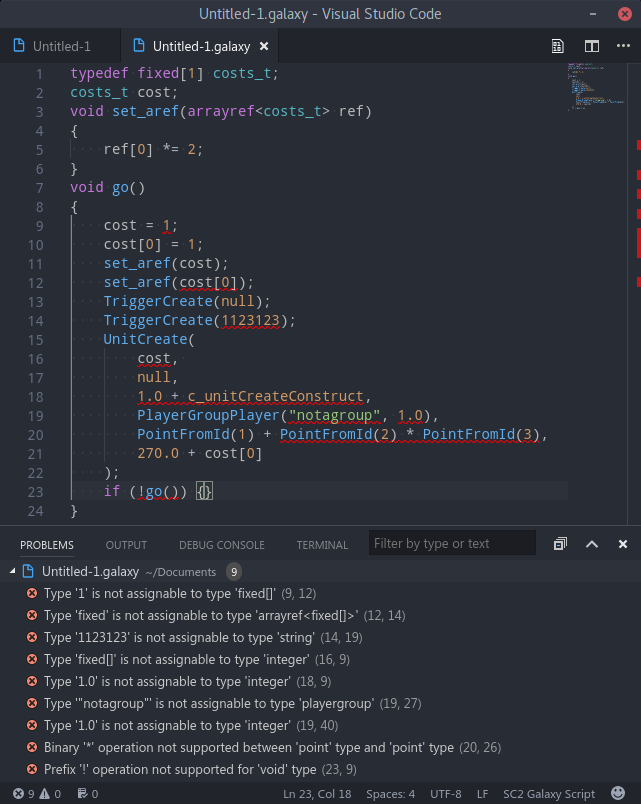 Untitled-1.galaxy - Visual Studio Code
Untitled-1 Untitled-1.galaxy
1 typedef fixed[1] costs_t;
2 costs_t cost;
3 void set_aref(arrayref<costs_t> ref)
4 {
5 ref[0] *= 2;
6 }
7 void go()
8 {
9 cost = 1;
10 cost[0] = 1;
11 set_aref(cost);
12 set_aref(cost[0]);
13 TriggerCreate(null);
14 TriggerCreate(1123123);
15 UnitCreate(
16 cost,
17 null,
18 1.0 + c_unitCreateConstruct,
19 PlayerGroupPlayer("notagroup", 1.0),
20 PointFromId(1) + PointFromId(2) * PointFromId(3),
21 270.0 + cost[0]
22 );
23 if (!go()) {}
24 }
PROBLEMS OUTPUT DEBUG CONSOLE TERMINAL Filter by type or text
Untitled-1.galaxy ~/Documents 9
Type '1' is not assignable to type 'fixed[]' (9, 12)
Type 'fixed' is not assignable to type 'arrayref<fixed[]>' (12, 14)
Type '1123123' is not assignable to type 'string' (14, 19)
Type 'fixed[]' is not assignable to type 'integer' (16, 9)
Type '1.0' is not assignable to type 'integer' (18, 9)
Type '"notagroup"' is not assignable to type 'playergroup' (19, 27)
Type '1.0' is not assignable to type 'integer' (19, 40)
Binary '*' operation not supported between 'point' type and 'point' type (20, 26)
Prefix '!' operation not supported for 'void' type (23, 9)
9 0 0 Ln 23, Col 18 Spaces: 4 UTF-8 LF SC2 Galaxy Script